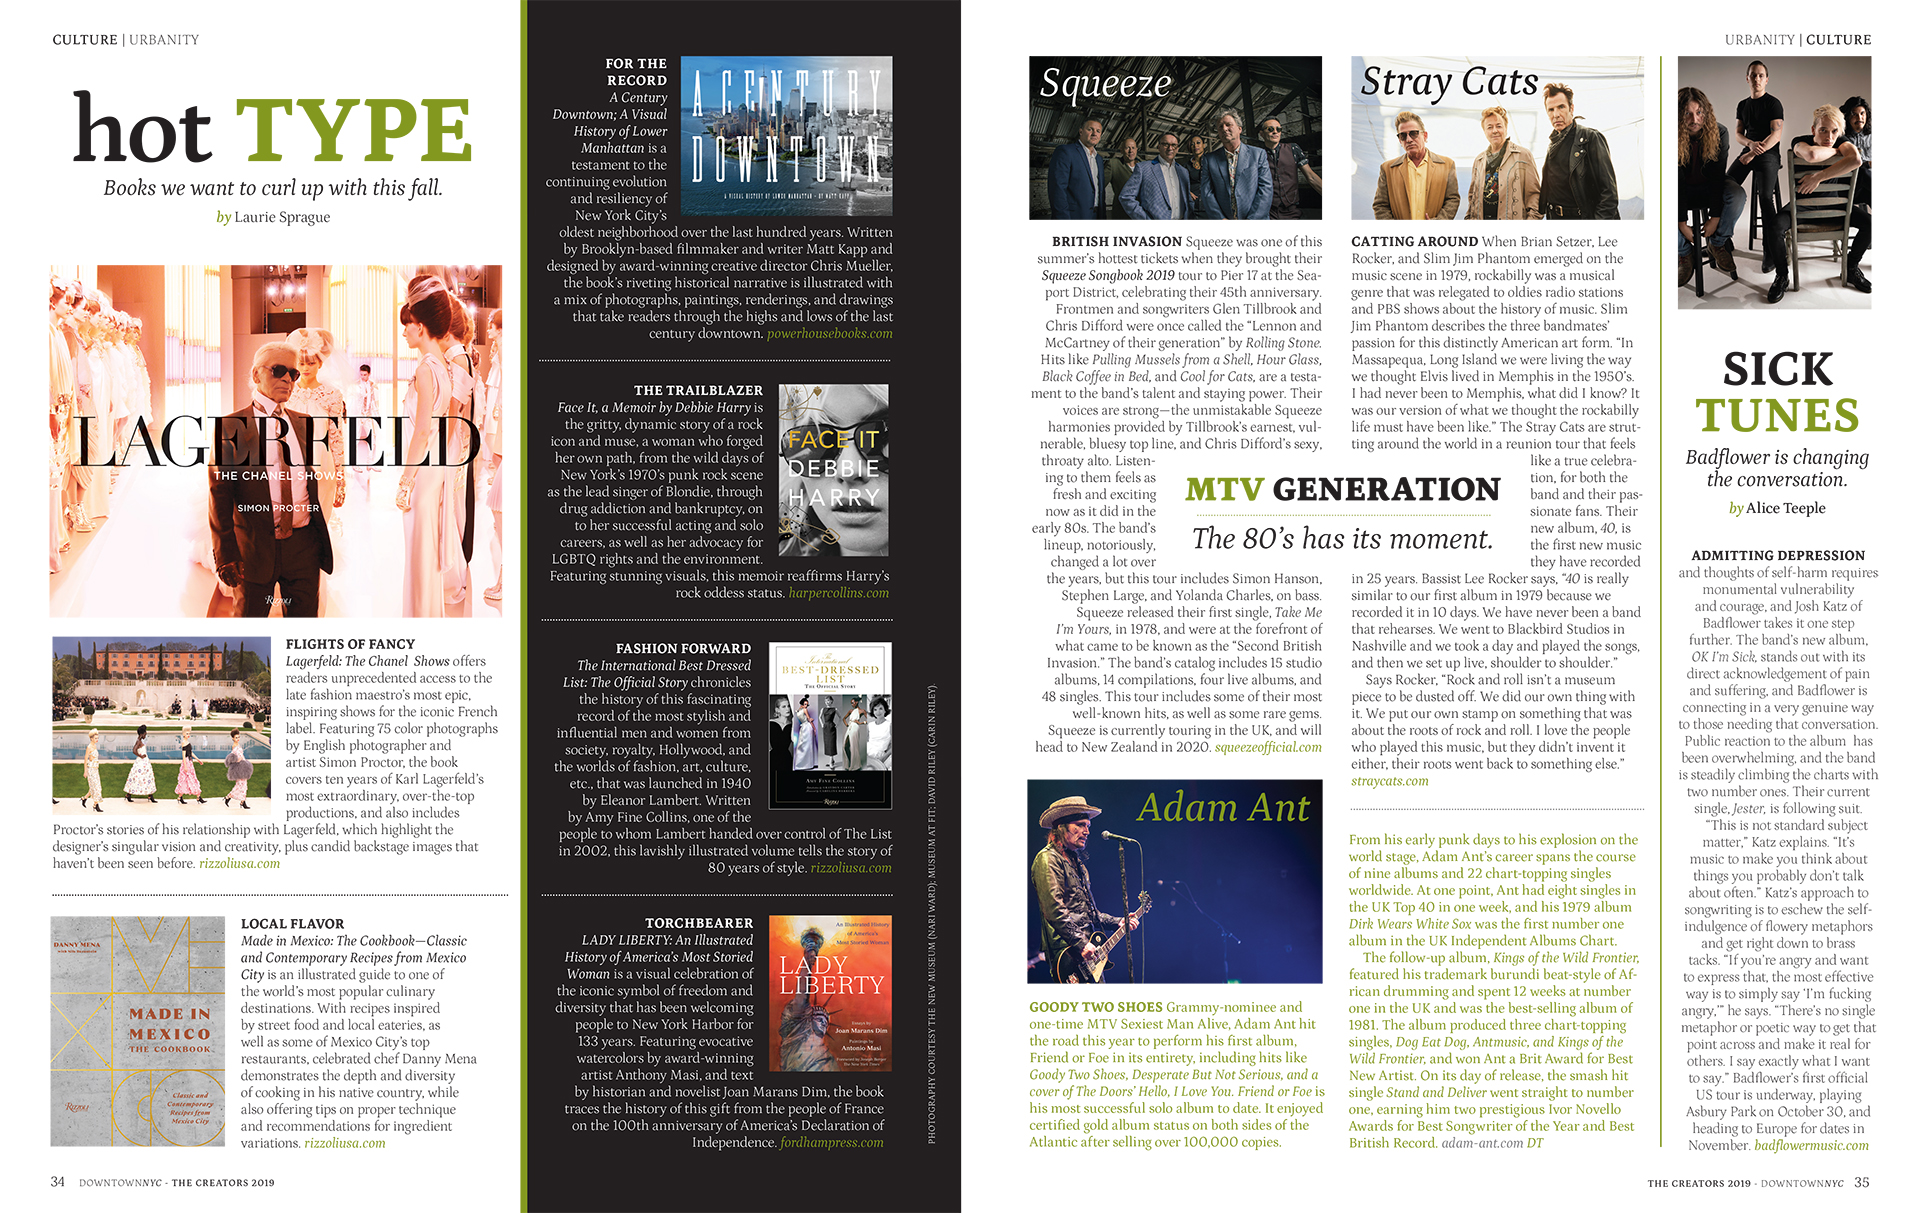 CULTURE | URBANITY
hot TYPE
Books we want to curl up with this fall.
by Laurie Sprague
LAGERFELD
THE CHANEL SHOWS
SIMON PROCTER
Rizzoli
FLIGHTS OF FANCY
Lagerfeld: The Chanel Shows offers
readers unprecedented access to the
late fashion maestro's most epic,
inspiring shows for the iconic French
label. Featuring 75 color photographs
by English photographer and
artist Simon Proctor, the book
covers ten years of Karl Lagerfeld's
most extraordinary, over-the-top
productions, and also includes
Proctor's stories of his relationship with Lagerfeld, which highlight the
designer's singular vision and creativity, plus candid backstage images that
haven't been seen before. rizzoliusa.com
DANNY MENA
MADE IN
MEXICO
THE COOKBOOK
Classic and
Contemporary
Recipes from
Mexico City
Rizzoli
LOCAL FLAVOR
Made in Mexico: The Cookbook—Classic
and Contemporary Recipes from Mexico
City is an illustrated guide to one of
the world's most popular culinary
destinations. With recipes inspired
by street food and local eateries, as
well as some of Mexico City's top
restaurants, celebrated chef Danny Mena
demonstrates the depth and diversity
of cooking in his native country, while
also offering tips on proper technique
and recommendations for ingredient
variations. rizzoliusa.com
34 DOWNTOWNNYC - THE CREATORS 2019
FOR THE
RECORD
A Century
Downtown; A Visual
History of Lower
Manhattan is a
testament to the
continuing evolution
and resiliency of
New York City's
oldest neighborhood over the last hundred years. Written
by Brooklyn-based filmmaker and writer Matt Kapp and
designed by award-winning creative director Chris Mueller,
the book's riveting historical narrative is illustrated with
a mix of photographs, paintings, renderings, and drawings
that take readers through the highs and lows of the last
century downtown. powerhousebooks.com
A CENTURY
DOWNTOWN
A VISUAL HISTORY OF LOWER MANHATTAN - BY MATT KAPP
THE TRAILBLAZER
Face It, a Memoir by Debbie Harry is
the gritty, dynamic story of a rock
icon and muse, a woman who forged
her own path, from the wild days of
New York's 1970's punk rock scene
as the lead singer of Blondie, through
drug addiction and bankruptcy, on
to her successful acting and solo
careers, as well as her advocacy for
LGBTQ rights and the environment.
Featuring stunning visuals, this memoir reaffirms Harry's
rock oddess status. harpercollins.com
FACE IT
DEBBIE
HARRY
FASHION FORWARD
The International Best Dressed
List: The Official Story chronicles
the history of this fascinating
record of the most stylish and
influential men and women from
society, royalty, Hollywood, and
the worlds of fashion, art, culture,
etc., that was launched in 1940
by Eleanor Lambert. Written
by Amy Fine Collins, one of the
people to whom Lambert handed over control of The List
in 2002, this lavishly illustrated volume tells the story of
80 years of style. rizzoliusa.com
The
International
BEST-DRESSED
LIST
THE OFFICIAL STORY
AMY FINE COLLINS
Rizzoli
TORCHBEARER
LADY LIBERTY: An Illustrated
History of America's Most Storied
Woman is a visual celebration of
the iconic symbol of freedom and
diversity that has been welcoming
people to New York Harbor for
133 years. Featuring evocative
watercolors by award-winning
artist Anthony Masi, and text
by historian and novelist Joan Marans Dim, the book
traces the history of this gift from the people of France
on the 100th anniversary of America's Declaration of
Independence. fordhampress.com
An Illustrated History
of America's
Most Storied Woman
LADY
LIBERTY
Essays by
Joan Marans Dim
Paintings by
Antonio Masi
PHOTOGRAPHY COURTESY THE NEW MUSEUM (NARI WARD); MUSEUM AT FIT; DAVID RILEY (CARIN RILEY).
URBANITY | CULTURE
Squeeze
BRITISH INVASION Squeeze was one of this
summer's hottest tickets when they brought their
Squeeze Songbook 2019 tour to Pier 17 at the Sea-
port District, celebrating their 45th anniversary.
Frontmen and songwriters Glen Tillbrook and
Chris Difford were once called the "Lennon and
McCartney of their generation" by Rolling Stone.
Hits like Pulling Mussels from a Shell, Hour Glass,
Black Coffee in Bed, and Cool for Cats, are a testa-
ment to the band's talent and staying power. Their
voices are strong—the unmistakable Squeeze
harmonies provided by Tillbrook's earnest, vul-
nerable, bluesy top line, and Chris Difford's sexy,
throaty alto. Listen-
ing to them feels as
fresh and exciting
now as it did in the
early 80s. The band's
lineup, notoriously,
changed a lot over
the years, but this tour includes Simon Hanson,
Stephen Large, and Yolanda Charles, on bass.
Squeeze released their first single, Take Me
I'm Yours, in 1978, and were at the forefront of
what came to be known as the "Second British
Invasion." The band's catalog includes 15 studio
albums, 14 compilations, four live albums, and
48 singles. This tour includes some of their most
well-known hits, as well as some rare gems.
Squeeze is currently touring in the UK, and will
head to New Zealand in 2020. squeezeofficial.com
MTV GENERATION
The 80's has its moment.
Stray Cats
CATTING AROUND When Brian Setzer, Lee
Rocker, and Slim Jim Phantom emerged on the
music scene in 1979, rockabilly was a musical
genre that was relegated to oldies radio stations
and PBS shows about the history of music. Slim
Jim Phantom describes the three bandmates'
passion for this distinctly American art form. "In
Massapequa, Long Island we were living the way
we thought Elvis lived in Memphis in the 1950's.
I had never been to Memphis, what did I know? It
was our version of what we thought the rockabilly
life must have been like." The Stray Cats are strut-
ting around the world in a reunion tour that feels
like a true celebra-
tion, for both the
band and their pas-
sionate fans. Their
new album, 40, is
the first new music
they have recorded
in 25 years. Bassist Lee Rocker says, "40 is really
similar to our first album in 1979 because we
recorded it in 10 days. We have never been a band
that rehearses. We went to Blackbird Studios in
Nashville and we took a day and played the songs,
and then we set up live, shoulder to shoulder."
Says Rocker, "Rock and roll isn't a museum
piece to be dusted off. We did our own thing with
it. We put our own stamp on something that was
about the roots of rock and roll. I love the people
who played this music, but they didn't invent it
either, their roots went back to something else."
straycats.com
Adam Ant
GOODY TWO SHOES Grammy-nominee and
one-time MTV Sexiest Man Alive, Adam Ant hit
the road this year to perform his first album,
Friend or Foe in its entirety, including hits like
Goody Two Shoes, Desperate But Not Serious, and a
cover of The Doors' Hello, I Love You. Friend or Foe is
his most successful solo album to date. It enjoyed
certified gold album status on both sides of the
Atlantic after selling over 100,000 copies.
From his early punk days to his explosion on the
world stage, Adam Ant's career spans the course
of nine albums and 22 chart-topping singles
worldwide. At one point, Ant had eight singles in
the UK Top 40 in one week, and his 1979 album
Dirk Wears White Sox was the first number one
album in the UK Independent Albums Chart.
The follow-up album, Kings of the Wild Frontier,
featured his trademark burundi beat-style of Af-
rican drumming and spent 12 weeks at number
one in the UK and was the best-selling album of
1981. The album produced three chart-topping
singles, Dog Eat Dog, Antmusic, and Kings of the
Wild Frontier, and won Ant a Brit Award for Best
New Artist. On its day of release, the smash hit
single Stand and Deliver went straight to number
one, earning him two prestigious Ivor Novello
Awards for Best Songwriter of the Year and Best
British Record. adam-ant.com DT
SICK
TUNES
Badflower is changing
the conversation.
by Alice Teeple
ADMITTING DEPRESSION
and thoughts of self-harm requires
monumental vulnerability
and courage, and Josh Katz of
Badflower takes it one step
further. The band's new album,
OK I'm Sick, stands out with its
direct acknowledgement of pain
and suffering, and Badflower is
connecting in a very genuine way
to those needing that conversation.
Public reaction to the album has
been overwhelming, and the band
is steadily climbing the charts with
two number ones. Their current
single, Jester, is following suit.
"This is not standard subject
matter," Katz explains. "It's
music to make you think about
things you probably don't talk
about often." Katz's approach to
songwriting is to eschew the self-
indulgence of flowery metaphors
and get right down to brass
tacks. "If you're angry and want
to express that, the most effective
way is to simply say 'I'm fucking
angry,'" he says. "There's no single
metaphor or poetic way to get that
point across and make it real for
others. I say exactly what I want
to say." Badflower's first official
US tour is underway, playing
Asbury Park on October 30, and
heading to Europe for dates in
November. badflowermusic.com
THE CREATORS 2019 - DOWNTOWNNYC 35